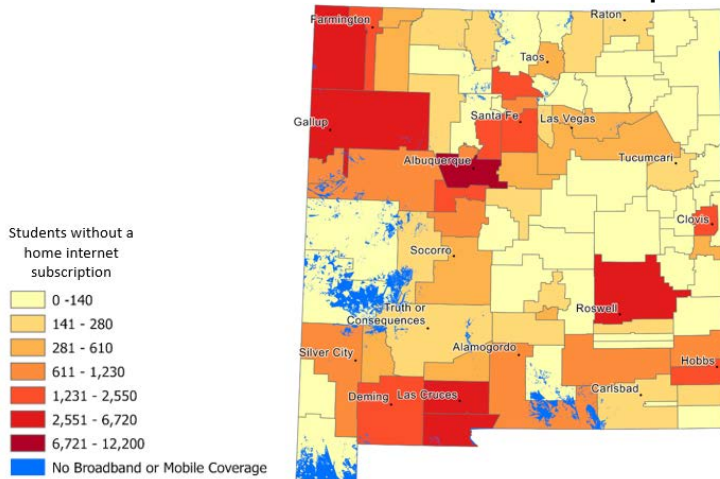 Students without a
home internet
subscription
0 -140
141 - 280
281 - 610
611 - 1,230
1,231 - 2,550
2,551 - 6,720
6,721 - 12,200
No Broadband or Mobile Coverage
Farmington
Raton
Taos
Gallup
Santa Fe
Las Vegas
Albuquerque
Tucumcari
Clovis
Socorro
Roswell
Truth or
Consequences
Silver City
Alamogordo
Hobbs
Deming
Las Cruces
Carlsbad